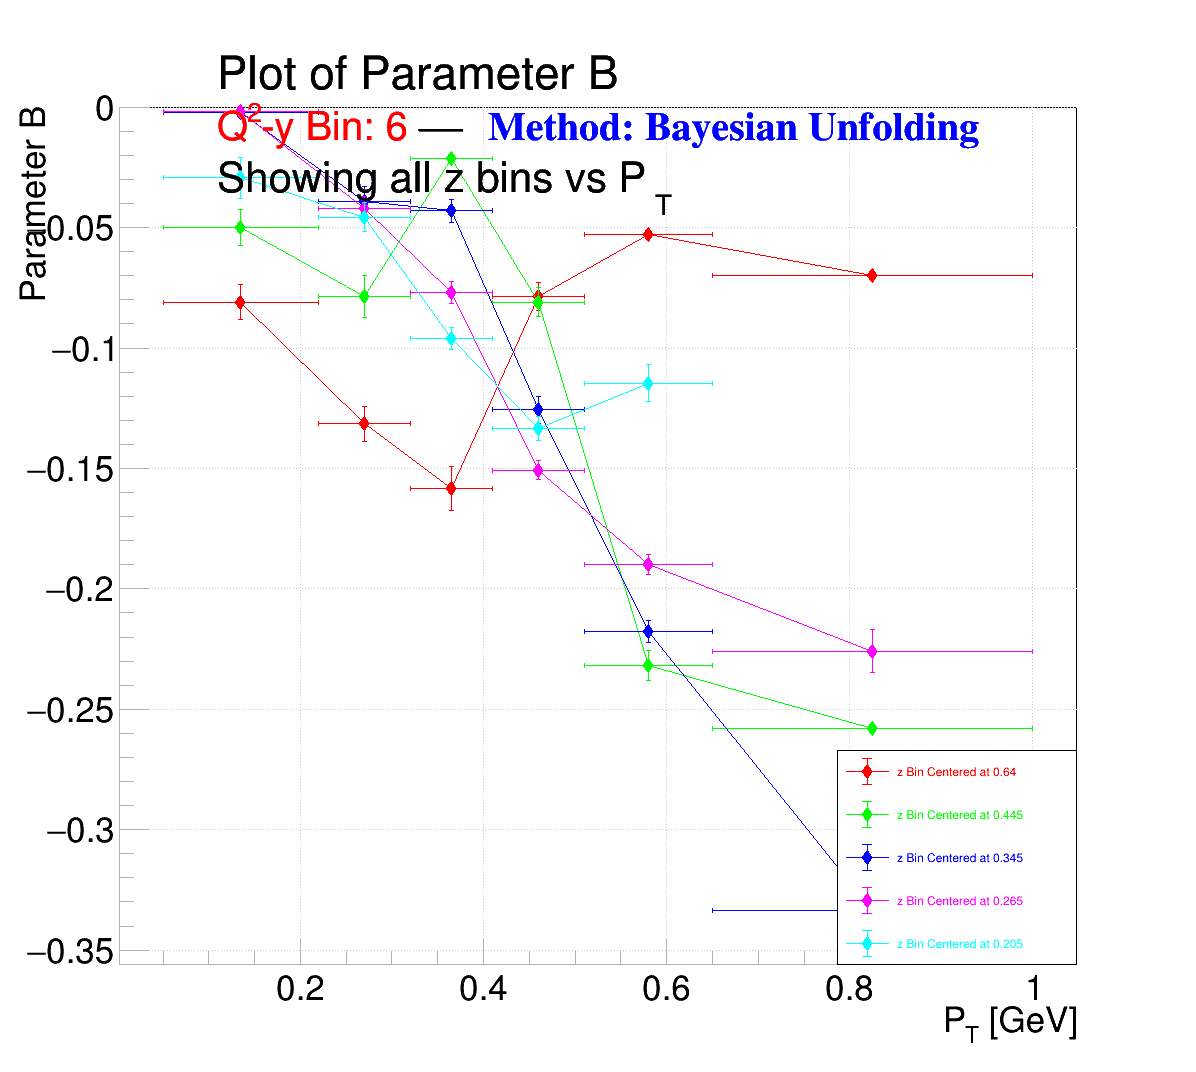 Plot of Parameter B
Q2-y Bin: 6 — Method: Bayesian Unfolding
Showing all z bins vs P T
Parameter B
0
−0.05
−0.1
−0.15
−0.2
−0.25
−0.3
−0.35
z Bin Centered at 0.64
z Bin Centered at 0.445
z Bin Centered at 0.345
z Bin Centered at 0.265
z Bin Centered at 0.205
0.2 0.4 0.6 0.8 1
PT [GeV]